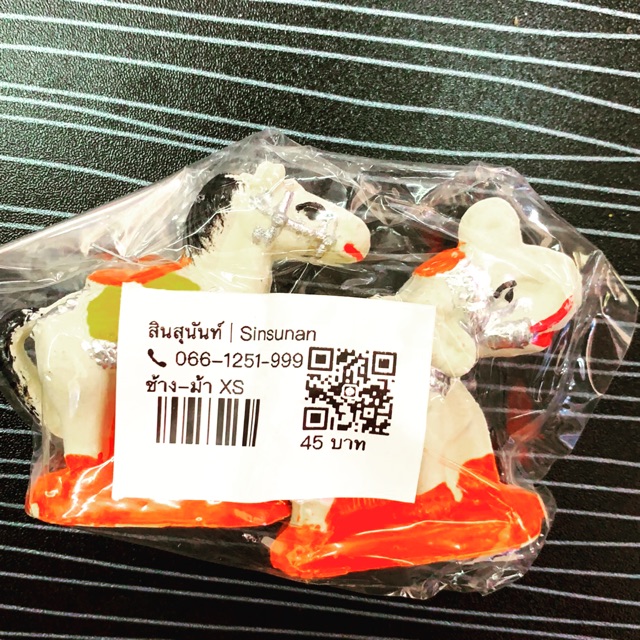 สินสุนันท์ | Sinsunan
066-1251-999
ช้าง-ม้า XS
45 บาท